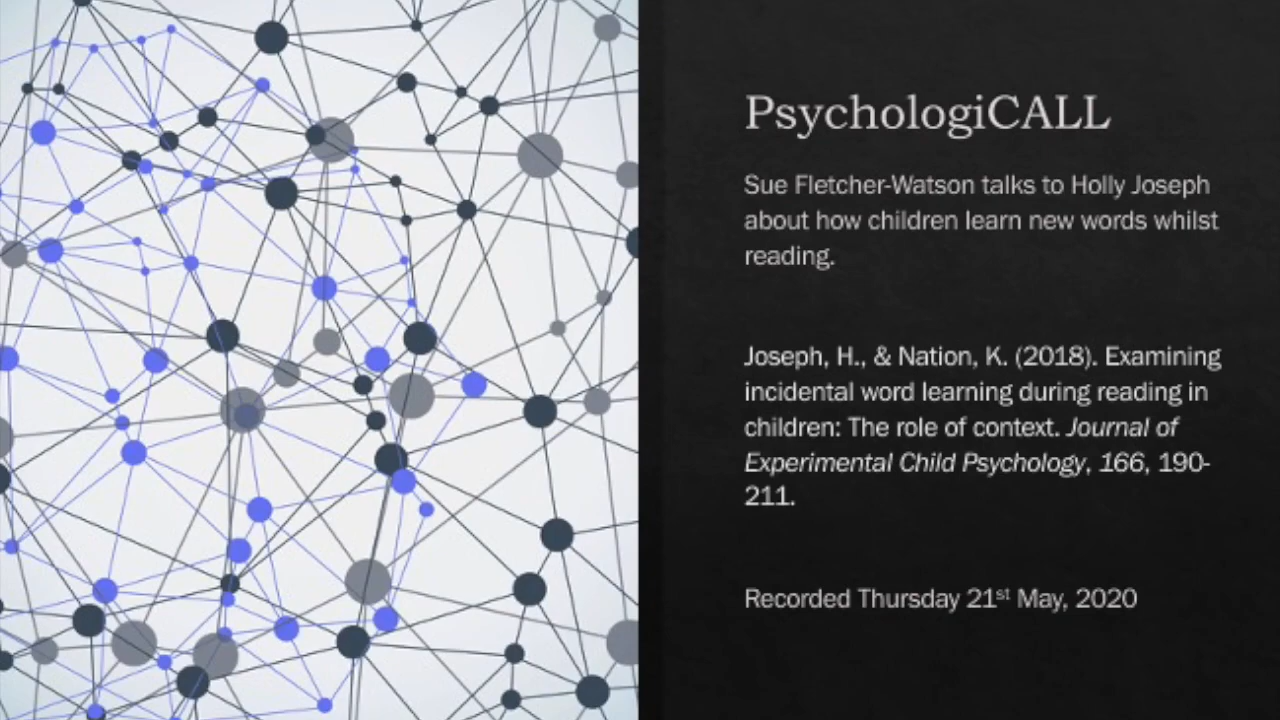 PsychologiCALL
Sue Fletcher-Watson talks to Holly Joseph
about how children learn new words whilst
reading.
Joseph, H., & Nation, K. (2018). Examining
incidental word learning during reading in
children: The role of context. Journal of
Experimental Child Psychology, 166, 190-
211.
Recorded Thursday 21st May, 2020